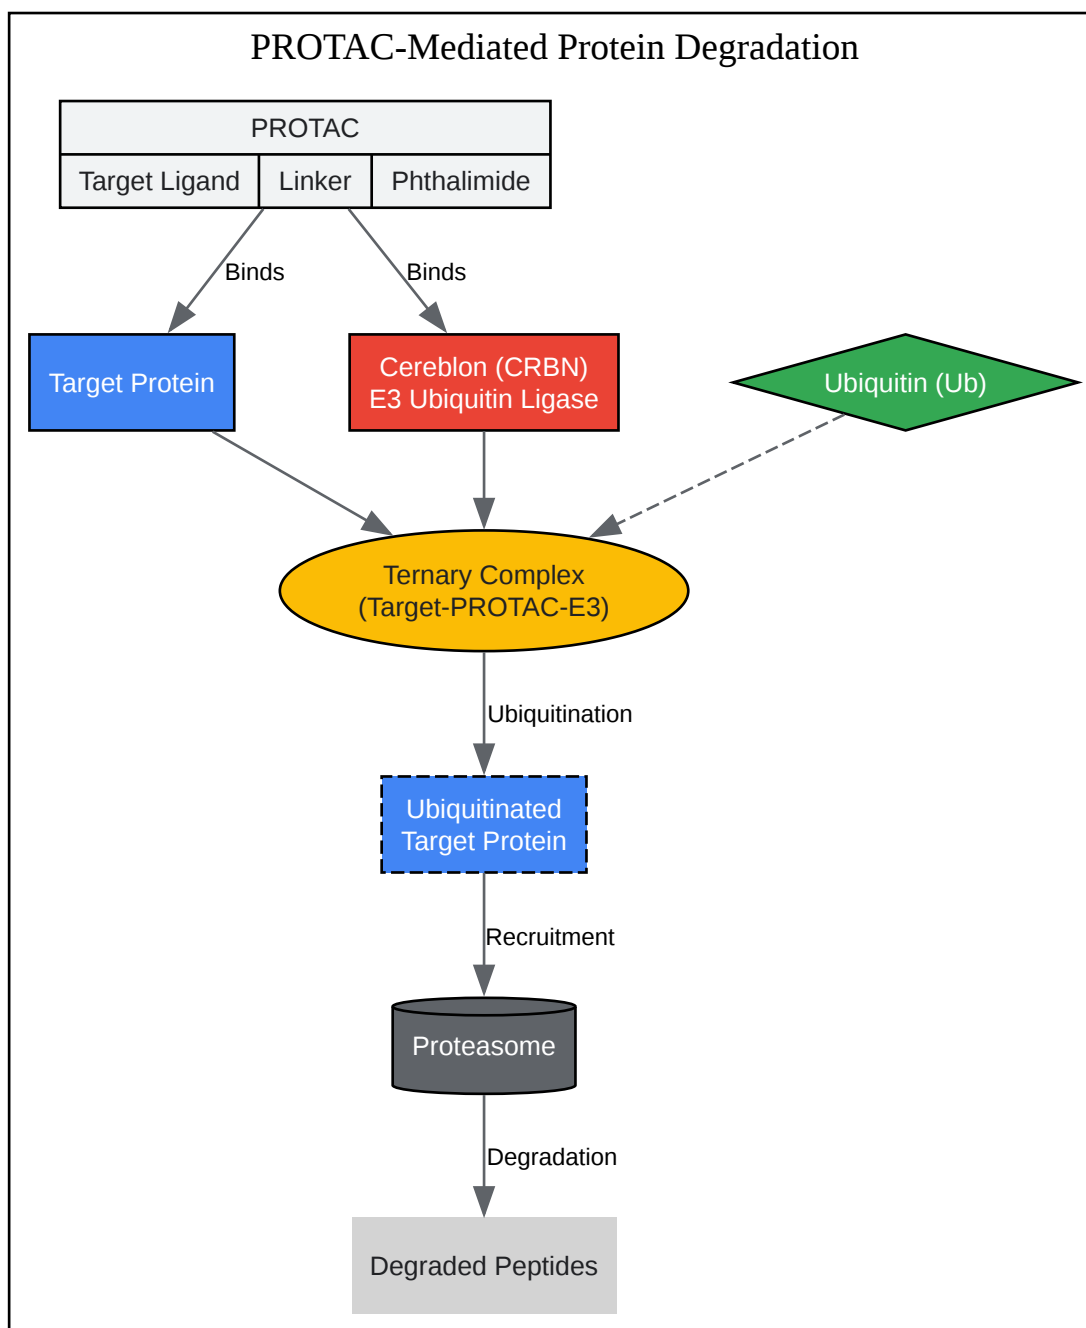 PROTAC-Mediated Protein Degradation
PROTAC
Target Ligand
Linker
Phthalimide
Binds
Binds
Target Protein
Cereblon (CRBN)
E3 Ubiquitin Ligase
Ubiquitin (Ub)
Ternary Complex
(Target-PROTAC-E3)
Ubiquitination
Ubiquitinated
Target Protein
Recruitment
Proteasome
Degradation
Degraded Peptides